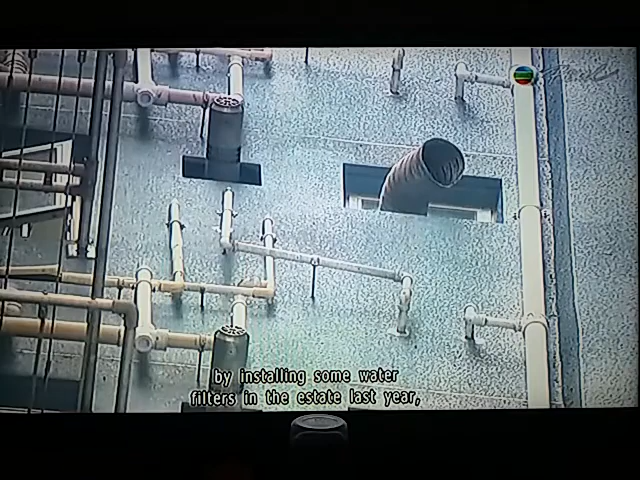 by installing some water
filters in the estate last year,